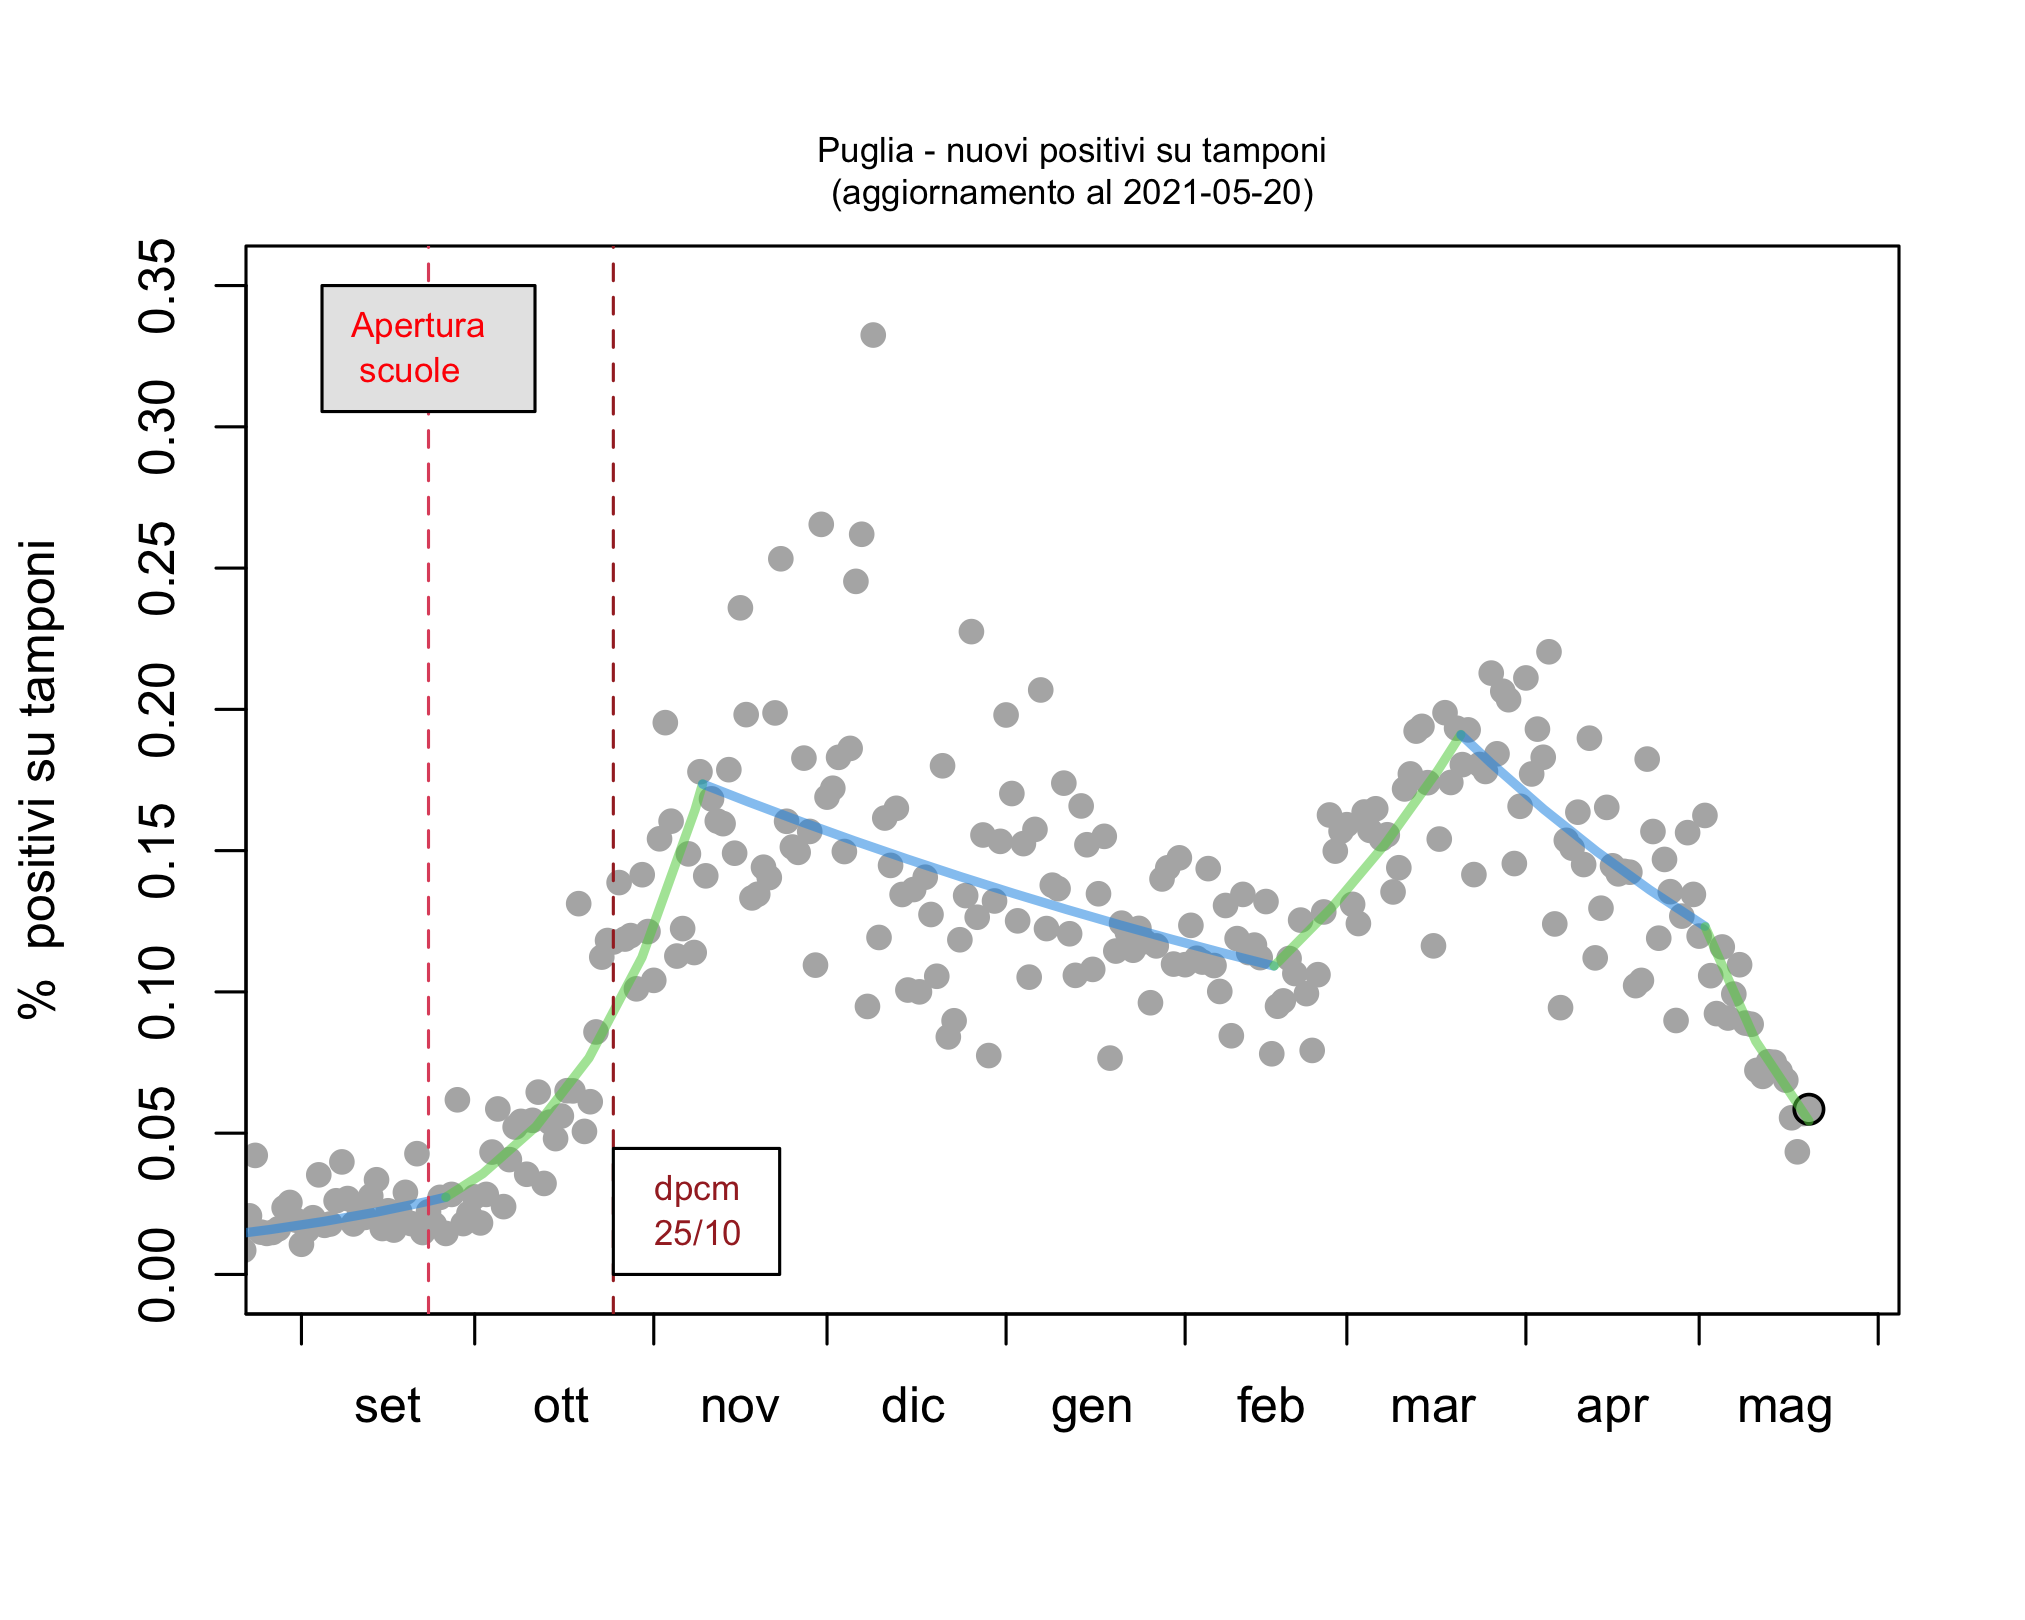 Puglia - nuovi positivi su tamponi
(aggiornamento al 2021-05-20)
% positivi su tamponi
0.35
0.30
0.25
0.20
0.15
0.10
0.05
0.00
Apertura
scuole
dpcm
25/10
set ott nov dic gen feb mar apr mag